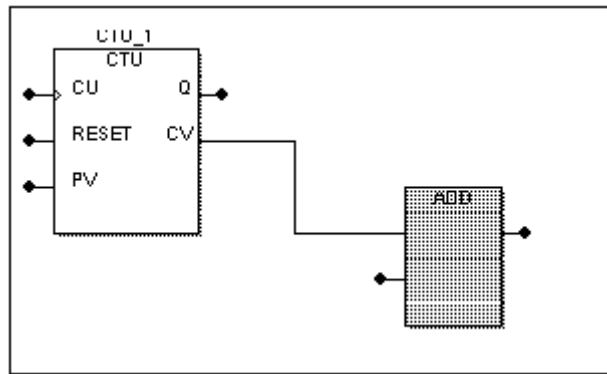 CTU_1
CTU
CU Q
RESET CV
PV
ADD